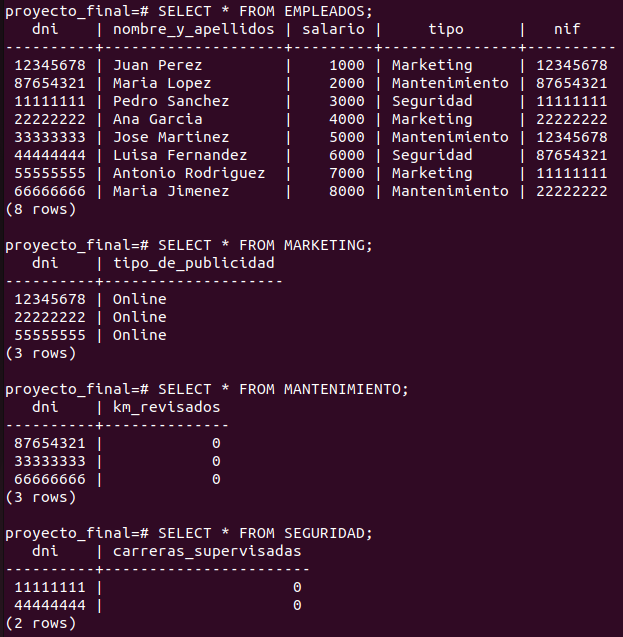 proyecto_final=# SELECT * FROM EMPLEADOS;
   dni    | nombre_y_apellidos | salario |     tipo      |   nif
----------+--------------------+---------+---------------+----------
 12345678 | Juan Perez         |    1000 | Marketing     | 12345678
 87654321 | Maria Lopez        |    2000 | Mantenimiento | 87654321
 11111111 | Pedro Sanchez      |    3000 | Seguridad     | 11111111
 22222222 | Ana Garcia         |    4000 | Marketing     | 22222222
 33333333 | Jose Martinez      |    5000 | Mantenimiento | 12345678
 44444444 | Luisa Fernandez    |    6000 | Seguridad     | 87654321
 55555555 | Antonio Rodriguez  |    7000 | Marketing     | 11111111
 66666666 | Maria Jimenez      |    8000 | Mantenimiento | 22222222
(8 rows)

proyecto_final=# SELECT * FROM MARKETING;
   dni    | tipo_de_publicidad
----------+--------------------
 12345678 | Online
 22222222 | Online
 55555555 | Online
(3 rows)

proyecto_final=# SELECT * FROM MANTENIMIENTO;
   dni    | km_revisados
----------+--------------
 87654321 |            0
 33333333 |            0
 66666666 |            0
(3 rows)

proyecto_final=# SELECT * FROM SEGURIDAD;
   dni    | carreras_supervisadas
----------+-----------------------
 11111111 |                     0
 44444444 |                     0
(2 rows)